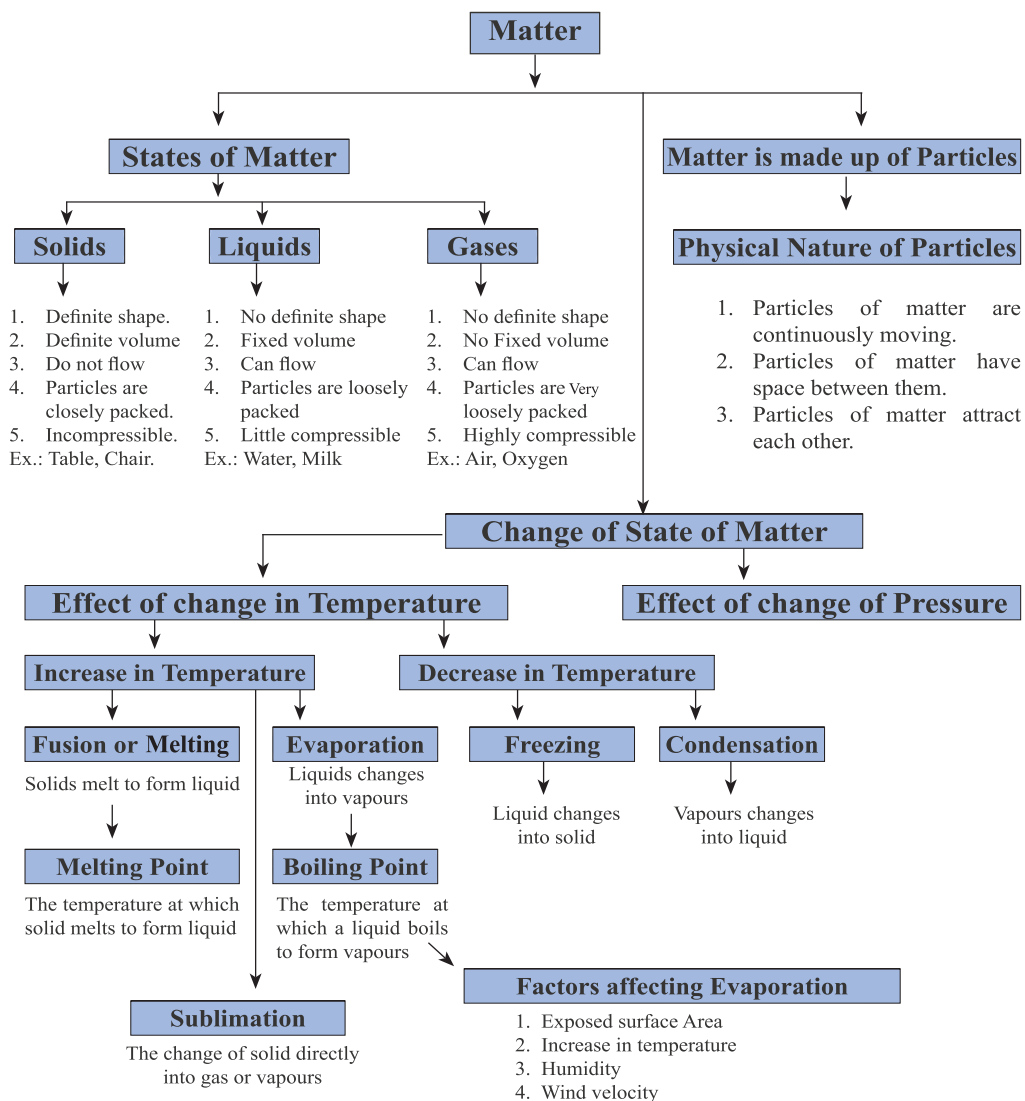 Matter
States of Matter
Matter is made up of Particles
Solids
Liquids
Gases
Physical Nature of Particles
1. Definite shape.
2. Definite volume
3. Do not flow
4. Particles are
closely packed.
5. Incompressible.
Ex.: Table, Chair.
1. No definite shape
2. Fixed volume
3. Can flow
4. Particles are loosely
packed
5. Little compressible
Ex.: Water, Milk
1. No definite shape
2. No Fixed volume
3. Can flow
4. Particles are Very
loosely packed
5. Highly compressible
Ex.: Air, Oxygen
1. Particles of matter are
continuously moving.
2. Particles of matter have
space between them.
3. Particles of matter attract
each other.
Change of State of Matter
Effect of change in Temperature
Effect of change of Pressure
Increase in Temperature
Decrease in Temperature
Fusion or Melting
Evaporation
Freezing
Condensation
Solids melt to form liquid
Liquids changes
into vapours
Liquid changes
into solid
Vapours changes
into liquid
Melting Point
Boiling Point
The temperature at which
solid melts to form liquid
The temperature at
which a liquid boils
to form vapours
Factors affecting Evaporation
1. Exposed surface Area
2. Increase in temperature
3. Humidity
4. Wind velocity
Sublimation
The change of solid directly
into gas or vapours